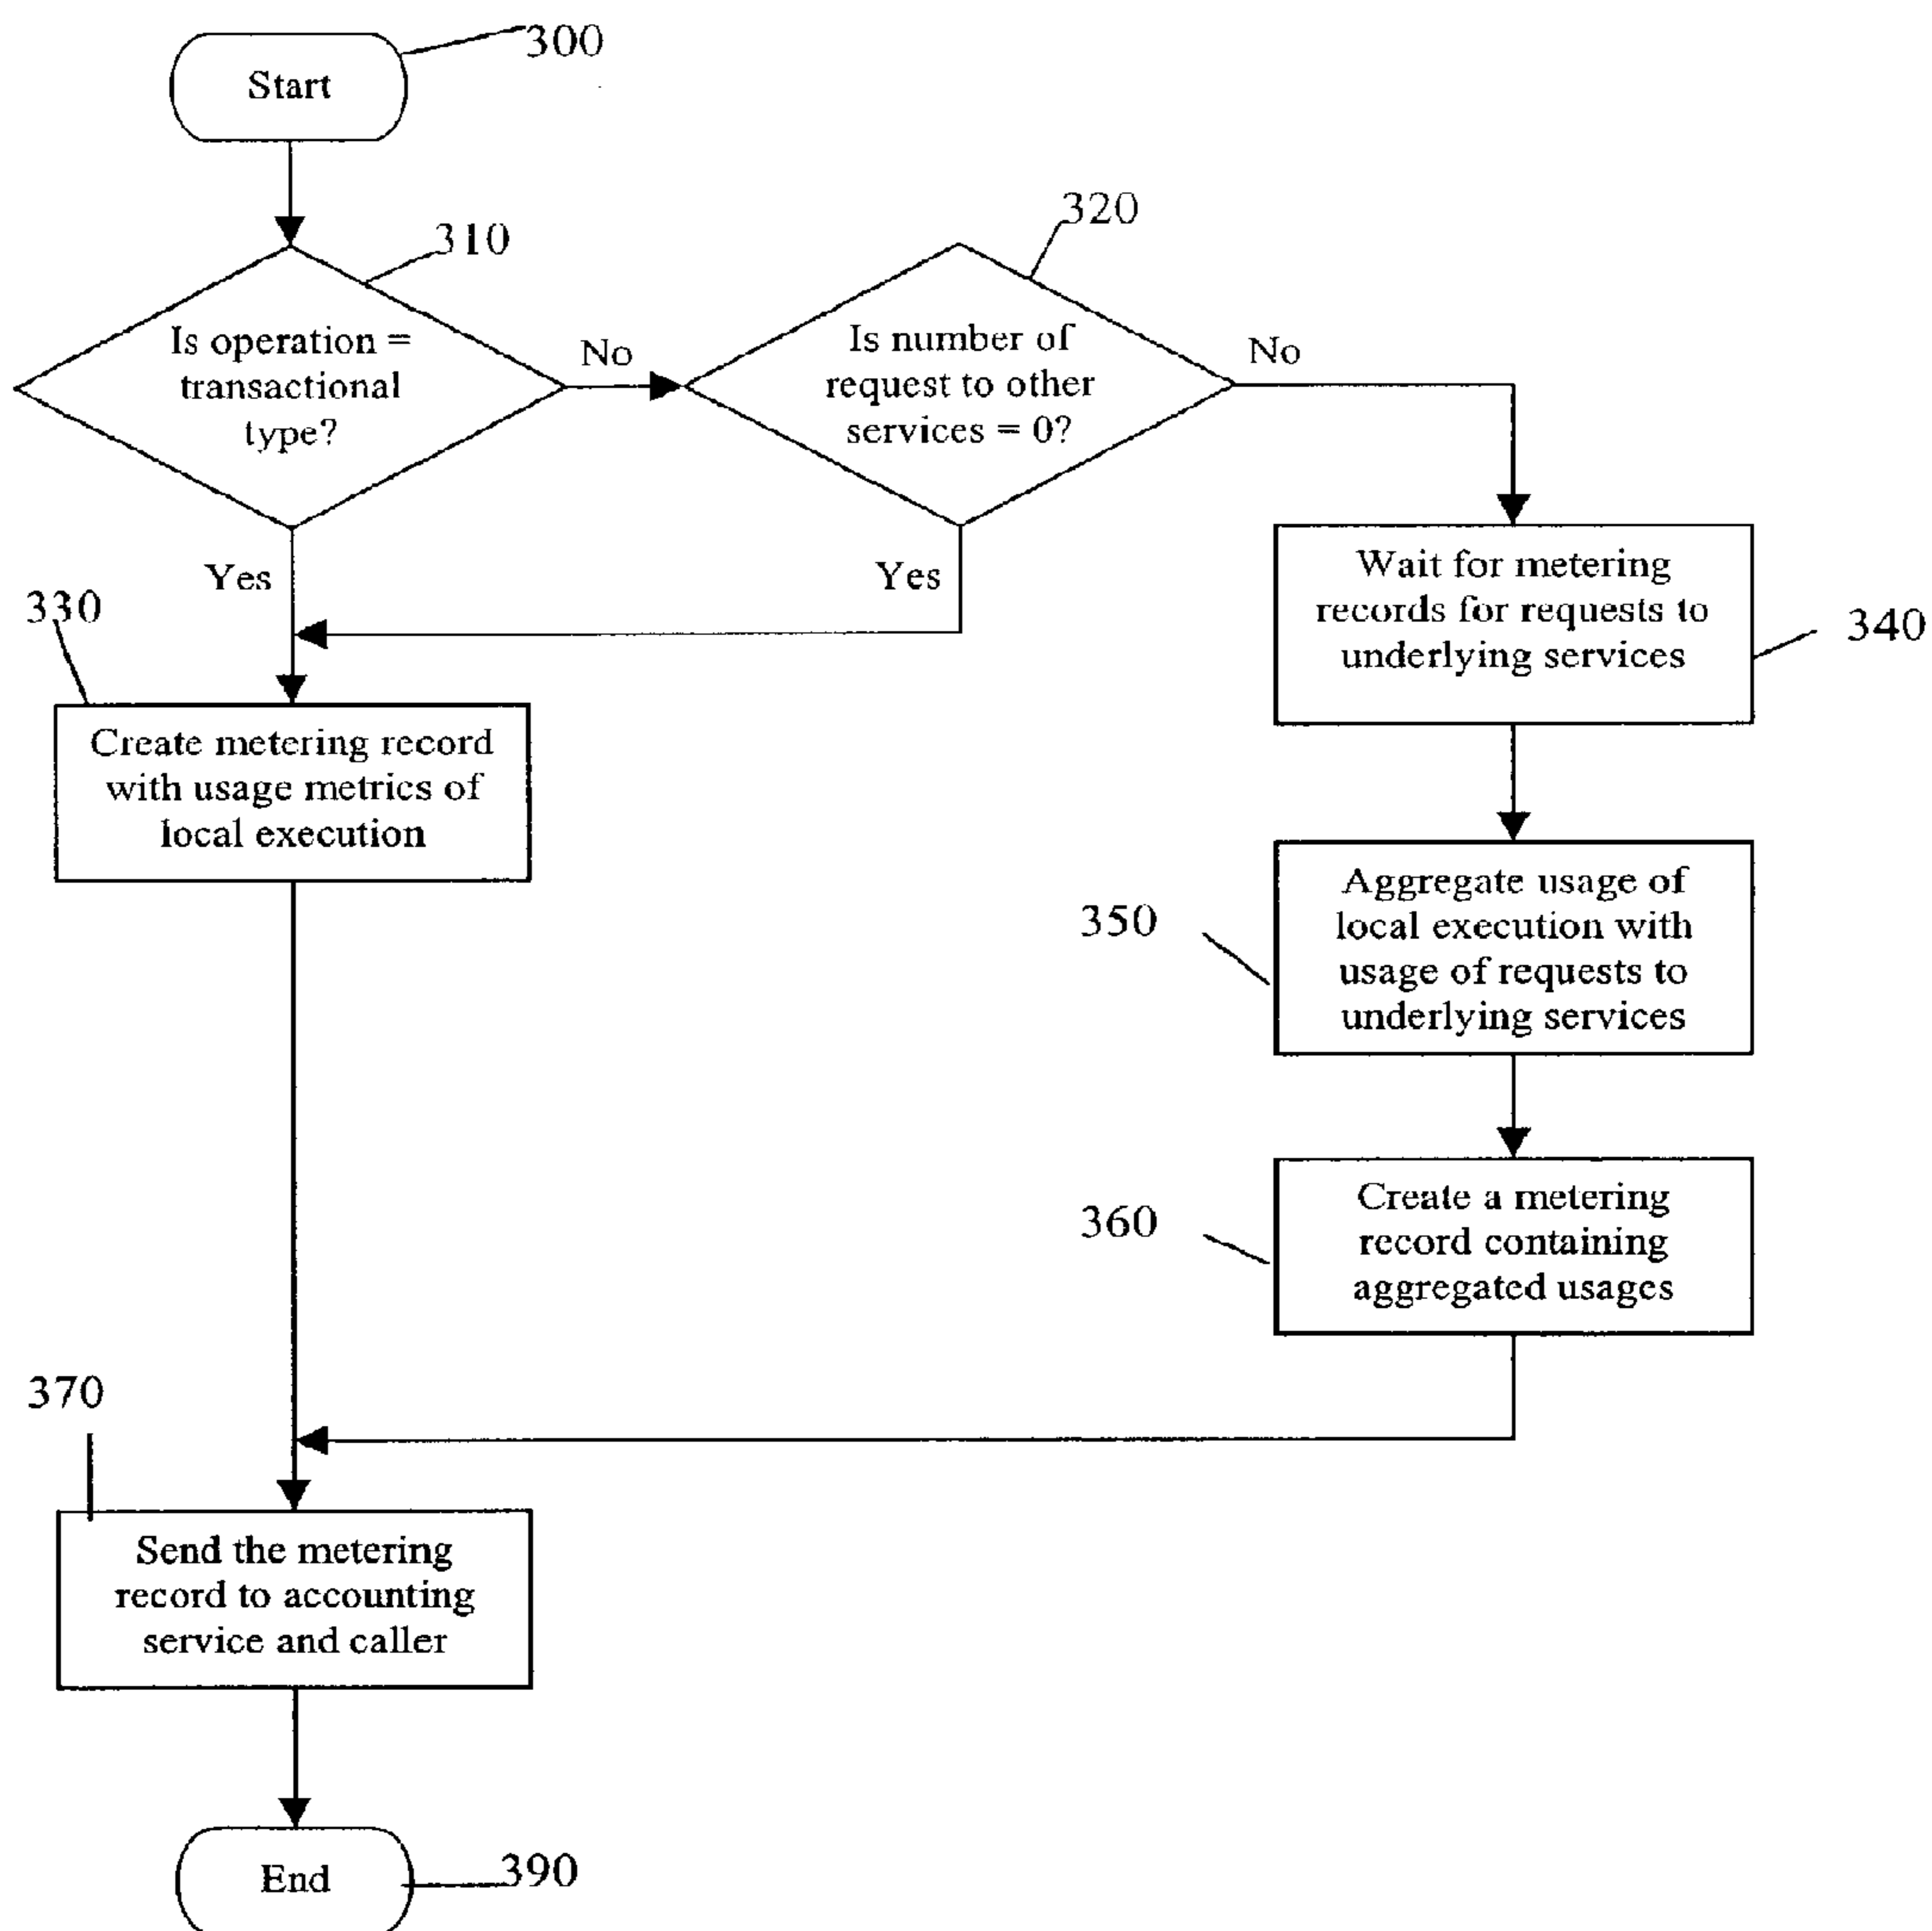 300
Start
310
320
Is operation =
transactional
type?
No
Is number of
request to other
services = 0?
No
Yes
Yes
330
Create metering record
with usage metrics of
local execution
Wait for metering
records for requests to
underlying services
340
350
Aggregate usage of
local execution with
usage of requests to
underlying services
360
Create a metering
record containing
aggregated usages
370
Send the metering
record to accounting
service and caller
End
390